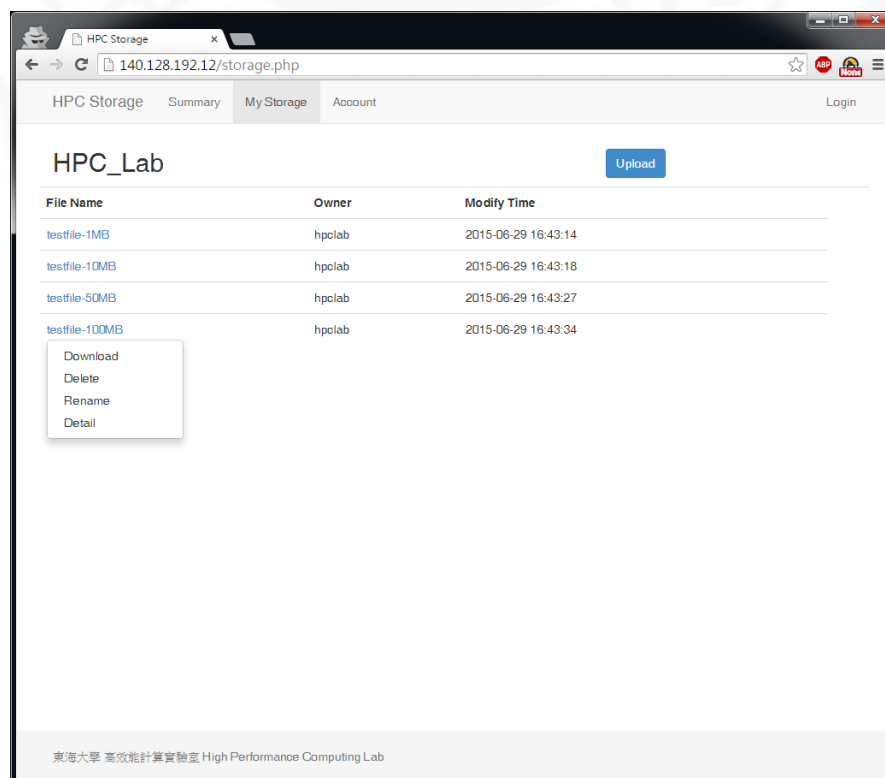 HPC Storage
140.128.192.12/storage.php
ABP
None
HPC Storage Summary My Storage Account Login
HPC_Lab Upload
File Name Owner Modify Time
testfile-1MB hpclab 2015-06-29 16:43:14
testfile-10MB hpclab 2015-06-29 16:43:18
testfile-50MB hpclab 2015-06-29 16:43:27
testfile-100MB hpclab 2015-06-29 16:43:34
Download
Delete
Rename
Detail
東海大學 高效能計算實驗室 High Performance Computing Lab